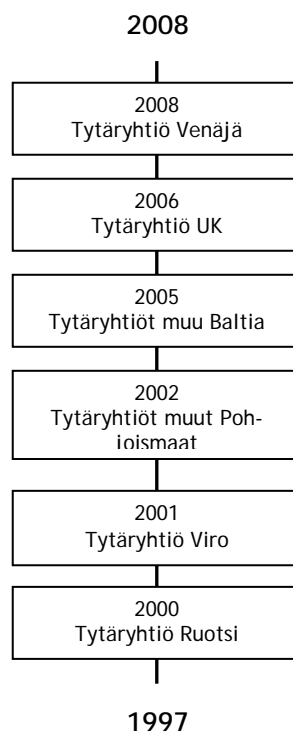 2008
2008
Tytäryhtiö Venäjä
2006
Tytäryhtiö UK
2005
Tytäryhtiöt muu Baltia
2002
Tytäryhtiöt muut Poh-
joismaat
2001
Tytäryhtiö Viro
2000
Tytäryhtiö Ruotsi
1997